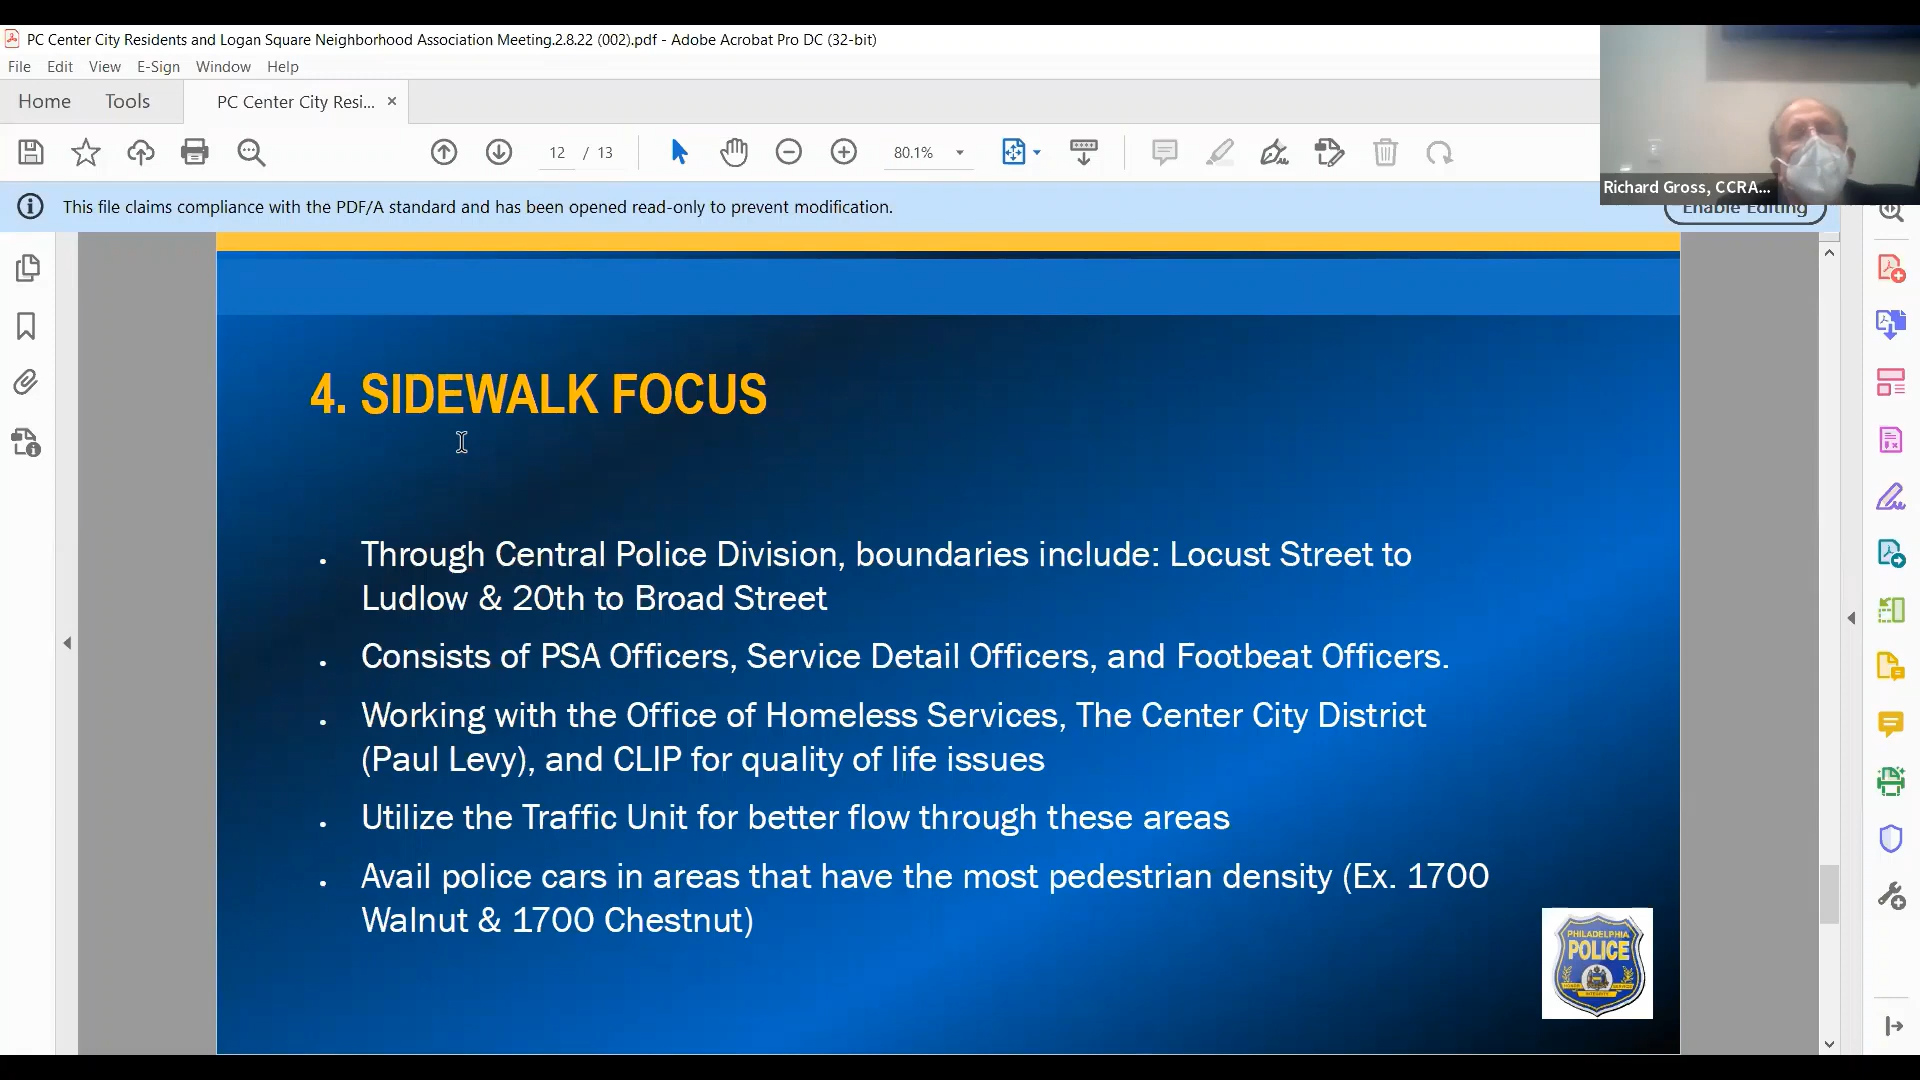 PC Center City Residents and Logan Square Neighborhood Association Meeting.2.8.22 (002).pdf - Adobe Acrobat Pro DC (32-bit)
File Edit View E-Sign Window Help
Home Tools PC Center City Resi... ×
12 / 13 80.1%
Richard Gross, CCRA...
This file claims compliance with the PDF/A standard and has been opened read-only to prevent modification.
Enable Editing
4. SIDEWALK FOCUS
Through Central Police Division, boundaries include: Locust Street to
Ludlow & 20th to Broad Street
Consists of PSA Officers, Service Detail Officers, and Footbeat Officers.
Working with the Office of Homeless Services, The Center City District
(Paul Levy), and CLIP for quality of life issues
Utilize the Traffic Unit for better flow through these areas
Avail police cars in areas that have the most pedestrian density (Ex. 1700
Walnut & 1700 Chestnut)
PHILADELPHIA
POLICE